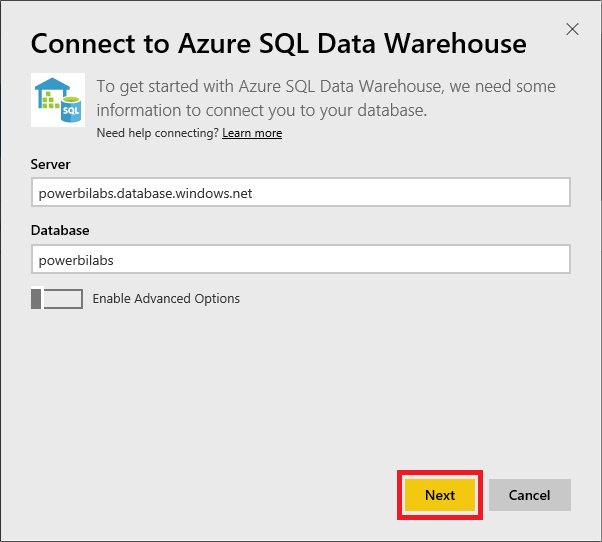 Connect to Azure SQL Data Warehouse
SQL
To get started with Azure SQL Data Warehouse, we need some
information to connect you to your database.
Need help connecting? Learn more
Server
powerbilabs.database.windows.net
Database
powerbilabs
Enable Advanced Options
Next
Cancel